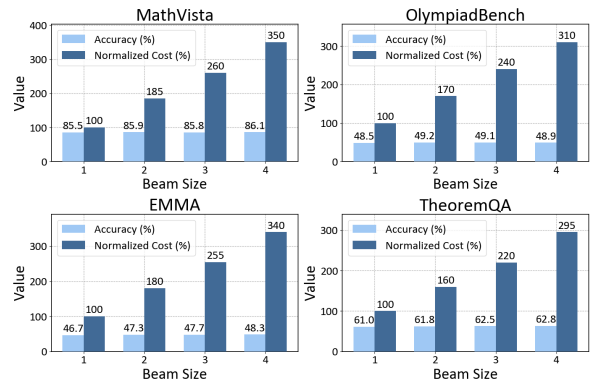 MathVista
400
300
200
100
0
Value
Accuracy (%)
Normalized Cost (%)
85.5
100
85.9
185
85.8
260
86.1
350
1 2 3 4
Beam Size
OlympiadBench
300
200
100
0
Value
Accuracy (%)
Normalized Cost (%)
48.5
100
49.2
170
49.1
240
48.9
310
1 2 3 4
Beam Size
EMMA
300
200
100
0
Value
Accuracy (%)
Normalized Cost (%)
46.7
100
47.3
180
47.7
255
48.3
340
1 2 3 4
Beam Size
TheoremQA
300
200
100
0
Value
Accuracy (%)
Normalized Cost (%)
61.0
100
61.8
160
62.5
220
62.8
295
1 2 3 4
Beam Size